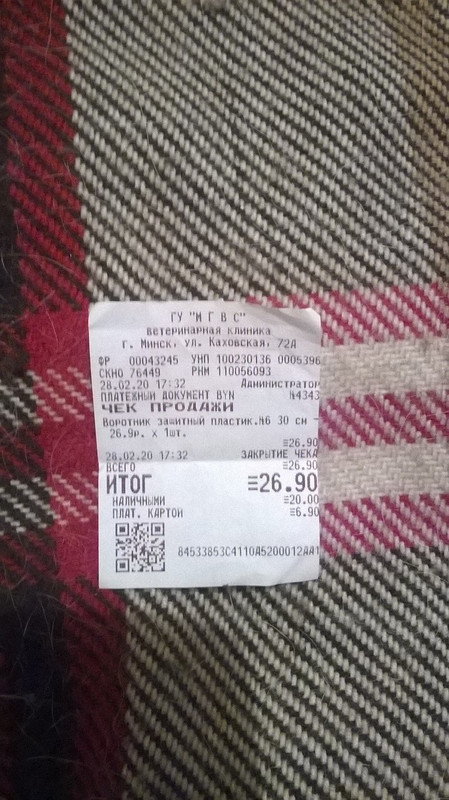 ГУ "М Г В С"
ветеринарная клиника
г. Минск, ул. Каховская, 72А
ФР 00043245 УНП 100230136 0005396
СКНО 76449 РНМ 110056093
28.02.20 17:32 Администратор
ПЛАТЕЖНЫЙ ДОКУМЕНТ BYN №4343
ЧЕК ПРОДАЖИ
Воротник защитный пластик.№6 30 см -
26.9р. x 1шт.
=26.90
28.02.20 17:32 ЗАКРЫТИЕ ЧЕКА
ВСЕГО =26.90
ИТОГ =26.90
НАЛИЧНЫМИ =20.00
ПЛАТ. КАРТОЙ =6.90
84533853C4110A5200012AA1